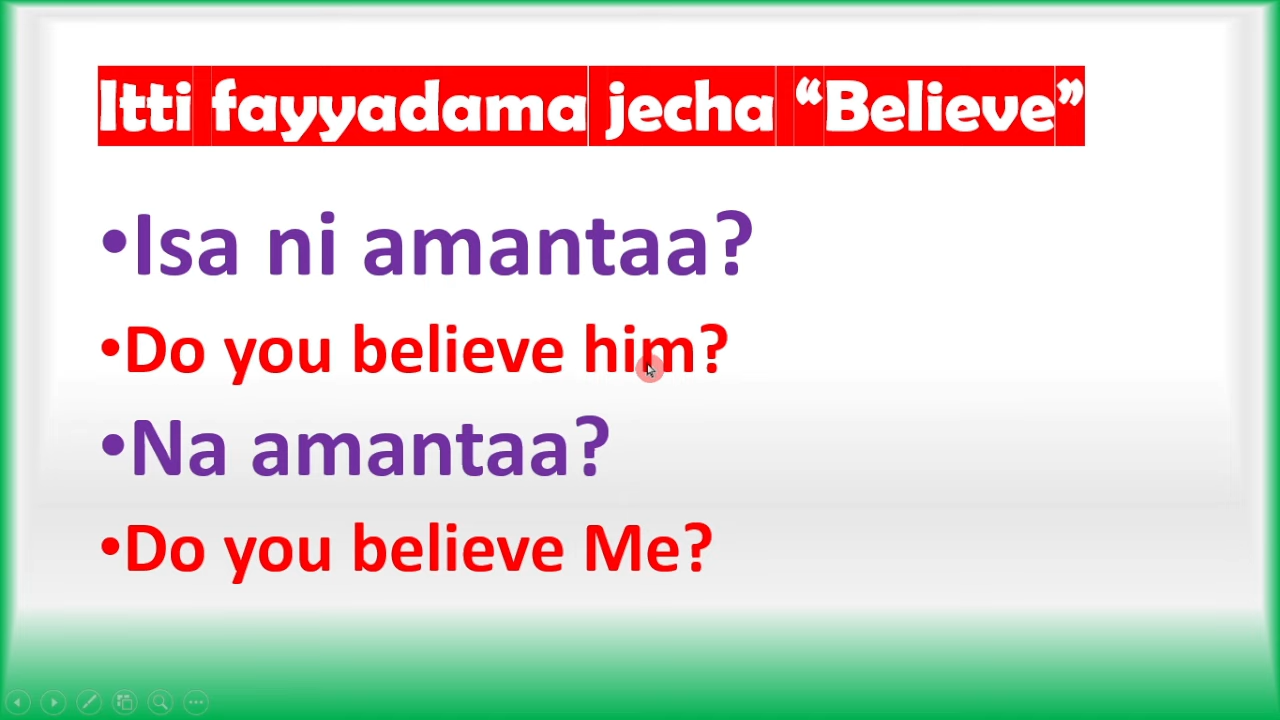 Itti fayyadama jecha “Believe”
•Isa ni amantaa?
•Do you believe him?
•Na amantaa?
•Do you believe Me?